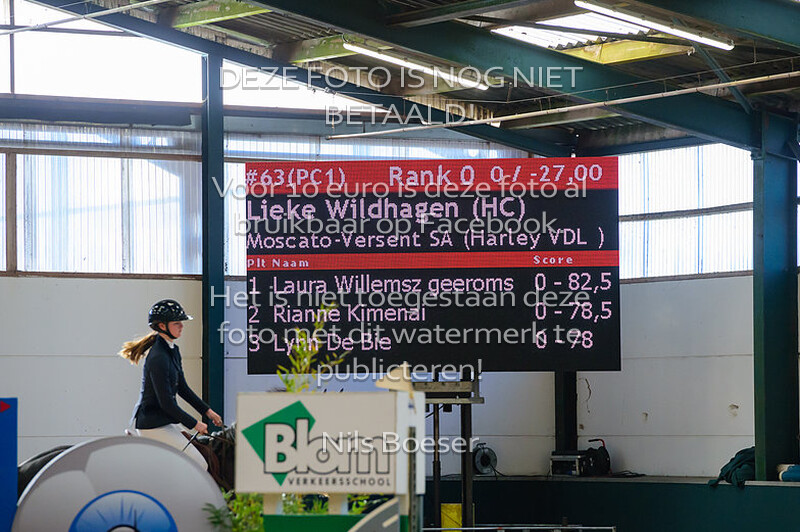 DEZE FOTO IS NOG NIET
BETAALD!
Voor 10 euro is deze foto al
bruikbaar op Facebook
Het is niet toegestaan deze
foto met dit watermerk te
publicteren!
Nils Boeser
#63(PC1) Rank 0 0 / -27,00
Lieke Wildhagen (HC)
Moscato-Versent SA (Harley VDL )
Plt Naam Score
1 Laura Willemsz geeroms 0 - 82,5
2 Rianne Kimenai 0 - 78,5
3 Lynn De Bie 0 - 78
Blom
VERKEERSSCHOOL